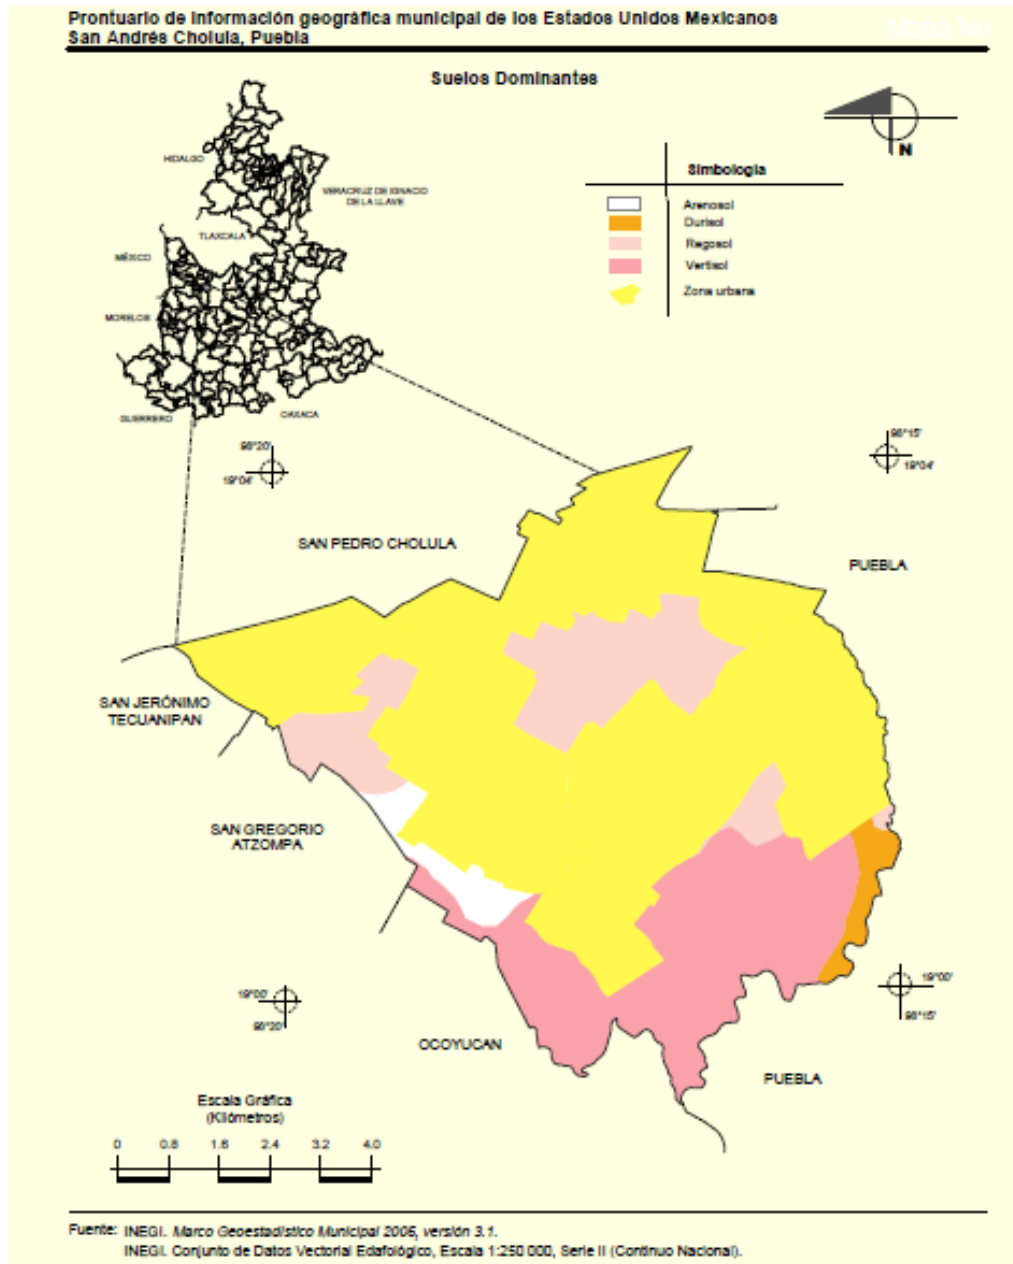 Prontuario de información geográfica municipal de los Estados Unidos Mexicanos
San Andrés Cholula, Puebla
Mapa No
Suelos Dominantes
N
Simbología
Arenosol
Durisol
Regosol
Vertisol
Zona urbana
HIDALGO
VERACRUZ DE IGNACIO
DE LA LLAVE
TLAXCALA
MÉXICO
MORELOS
GUERRERO
OAXACA
98°20'
19°04'
98°15'
19°04'
SAN PEDRO CHOLULA
PUEBLA
SAN JERÓNIMO
TECUANIPAN
SAN GREGORIO
ATZOMPA
19°00'
98°20'
19°00'
98°15'
OCOYUCAN
PUEBLA
Escala Gráfica
(Kilómetros)
0 0.8 1.6 2.4 3.2 4.0
Fuente: INEGI. Marco Geoestadístico Municipal 2005, versión 3.1.
INEGI. Conjunto de Datos Vectorial Edafológico, Escala 1:250 000, Serie II (Continuo Nacional).